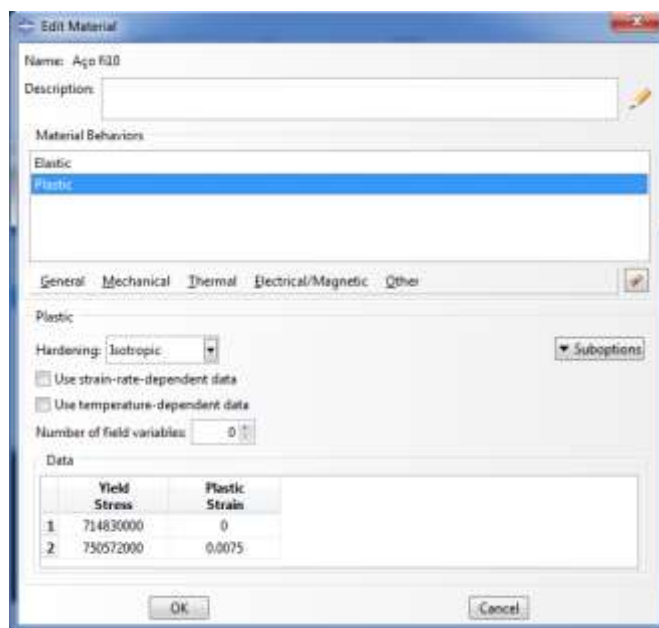 Edit Material
Name: Aço fi10
Description:
Material Behaviors
Elastic
Plastic
General Mechanical Thermal Electrical/Magnetic Other
Plastic
Hardening: Isotropic
Suboptions
Use strain-rate-dependent data
Use temperature-dependent data
Number of field variables: 0
Data
Yield Stress Plastic Strain
1 714830000 0
2 750572000 0.0075
OK Cancel